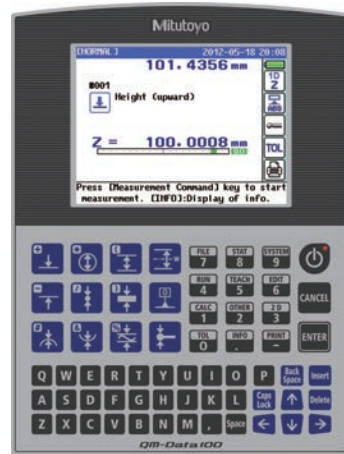 Mitutoyo
[NORMAL] 2012-05-18 20:08
101.4356 mm
1D
Z
#001
Height (upward)
ABS
Z = 100.0008 mm
GO
TOL
Press [Measurement Command] key to start
measurement. [INFO]:Display of info.
FILE STAT SYSTEM
7 8 9
RUN TEACH EDIT
4 5 6
CANCEL
CALC OTHER 2D
1 2 3
TOL INFO PRINT
0 . -
ENTER
Q W E R T Y U I O P Back Space Insert
A S D F G H J K L Caps Lock Delete
Z X C V B N M , . Space
QM-Data100